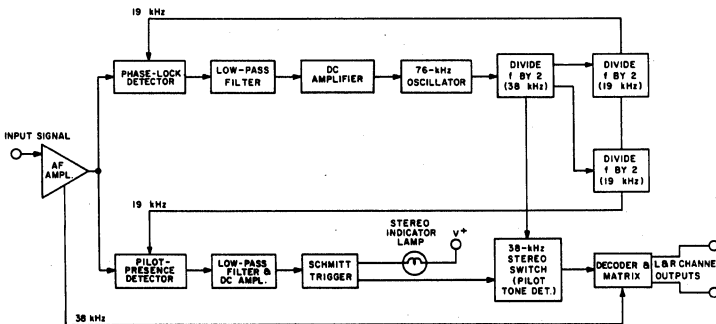 19 kHz
PHASE-LOCK
DETECTOR
LOW-PASS
FILTER
DC
AMPLIFIER
76-kHz
OSCILLATOR
DIVIDE
f BY 2
(38 kHz)
DIVIDE
f BY 2
(19 kHz)
INPUT SIGNAL
AF
AMPL.
DIVIDE
f BY 2
(19 kHz)
19 kHz
STEREO
INDICATOR
LAMP
V+
PILOT-
PRESENCE
DETECTOR
LOW-PASS
FILTER &
DC AMPL.
SCHMITT
TRIGGER
38-kHz
STEREO
SWITCH
(PILOT
TONE DET.)
DECODER &
MATRIX
L & R CHANNEL
OUTPUTS
38 kHz